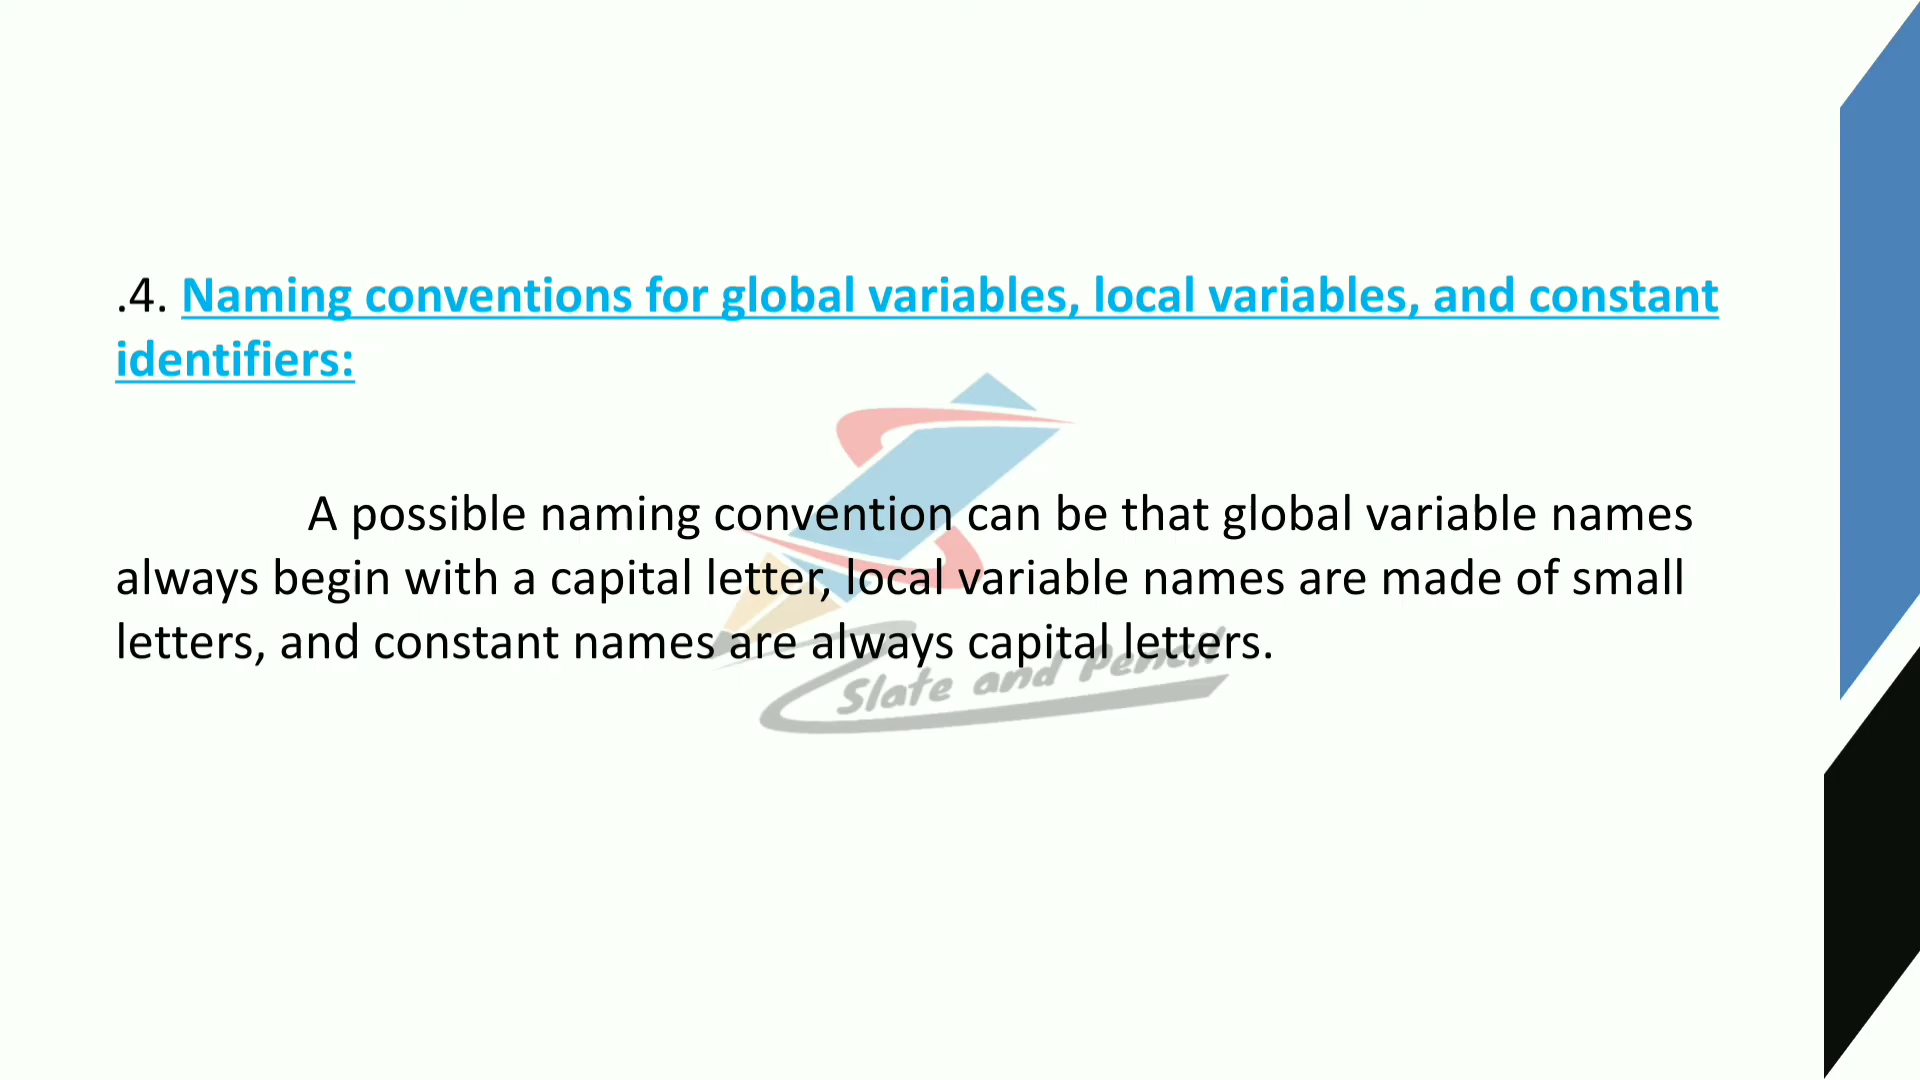 .4. Naming conventions for global variables, local variables, and constant
identifiers:
A possible naming convention can be that global variable names
always begin with a capital letter, local variable names are made of small
letters, and constant names are always capital letters.
Slate and Pencil